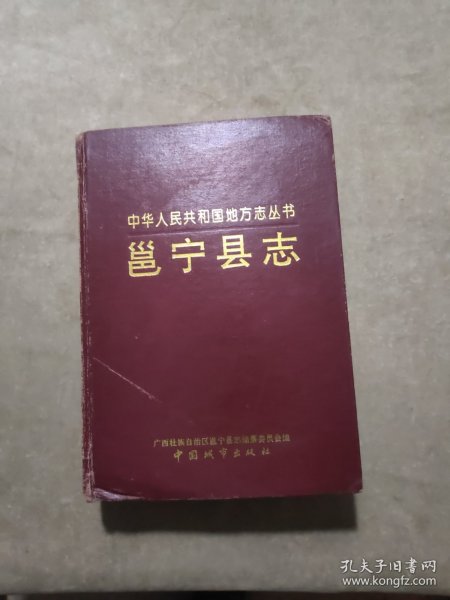 中华人民共和国地方志丛书
邕宁县志
广西壮族自治区邕宁县志编纂委员会编
中国城市出版社
孔夫子旧书网
www.kongfz.com